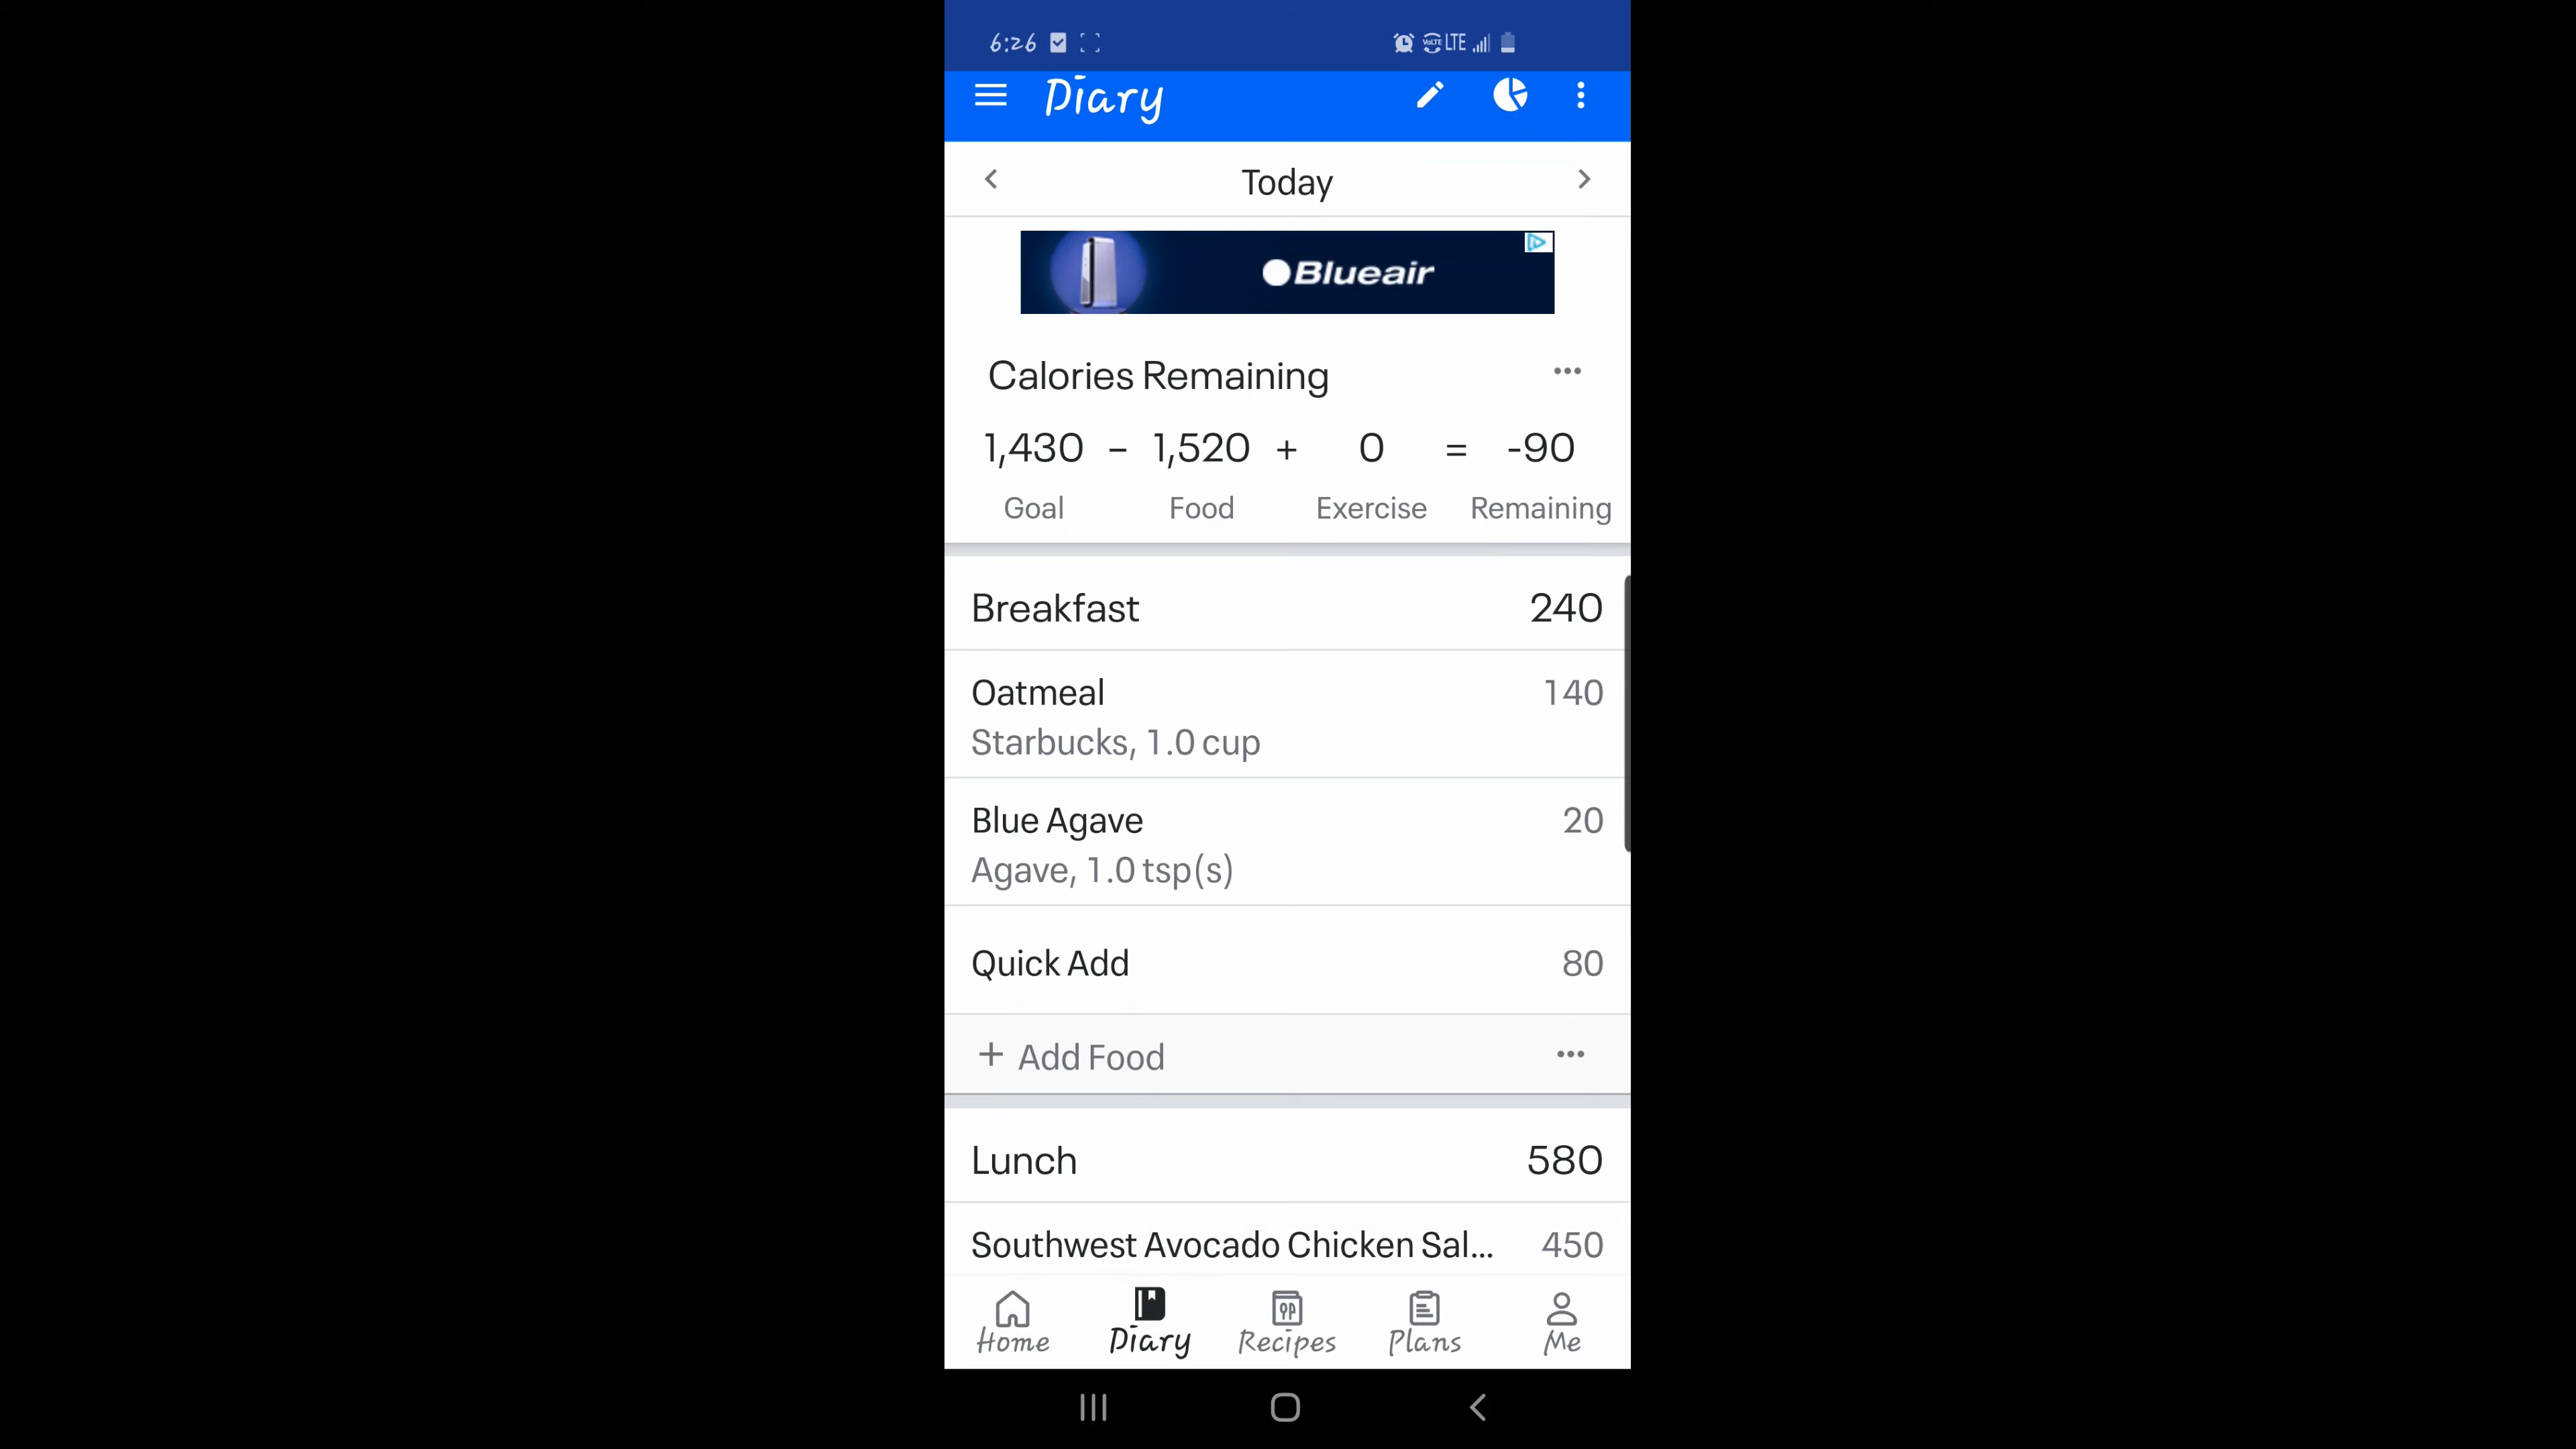 6:26 VoLTE LTE
Diary
Today
Blueair
Calories Remaining
1,430 - 1,520 + 0 = -90
Goal Food Exercise Remaining
Breakfast 240
Oatmeal 140
Starbucks, 1.0 cup
Blue Agave 20
Agave, 1.0 tsp(s)
Quick Add 80
+ Add Food
Lunch 580
Southwest Avocado Chicken Sal... 450
Home Diary Recipes Plans Me